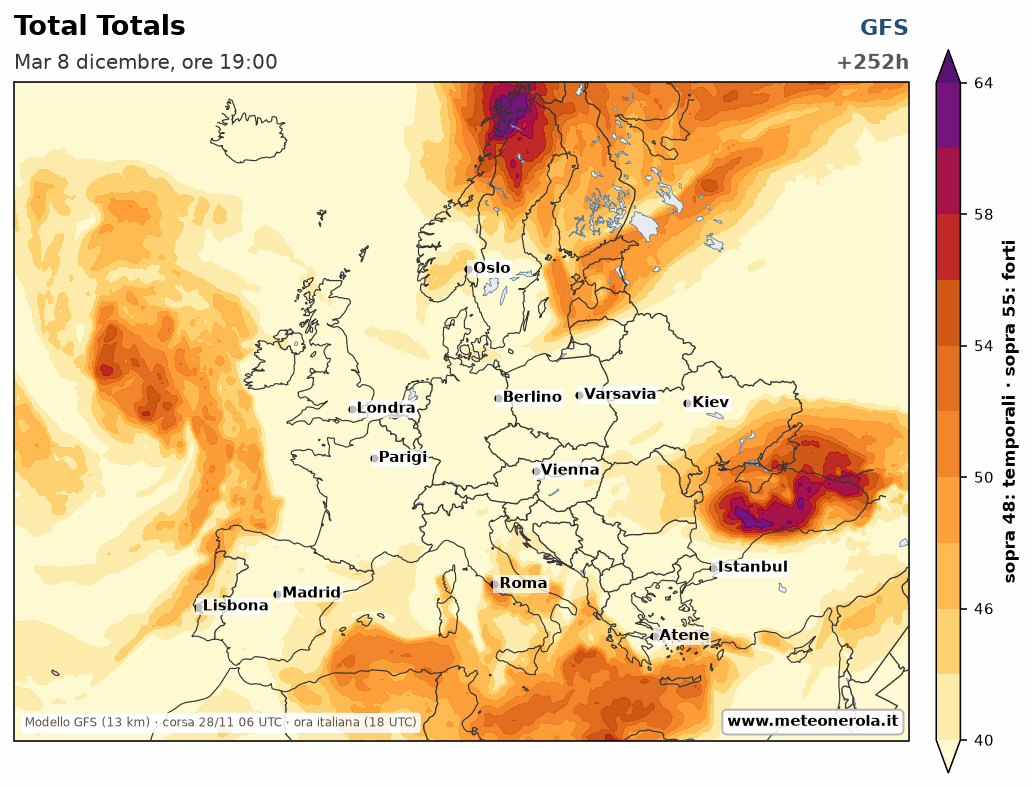 Total Totals
GFS
Mar 8 dicembre, ore 19:00
+252h
64
58
54
50
46
40
sopra 48: temporali · sopra 55: forti
Oslo
Berlino
Varsavia
Kiev
Londra
Parigi
Vienna
Istanbul
Roma
Madrid
Lisbona
Atene
Modello GFS (13 km) · corsa 28/11 06 UTC · ora italiana (18 UTC)
www.meteonerola.it